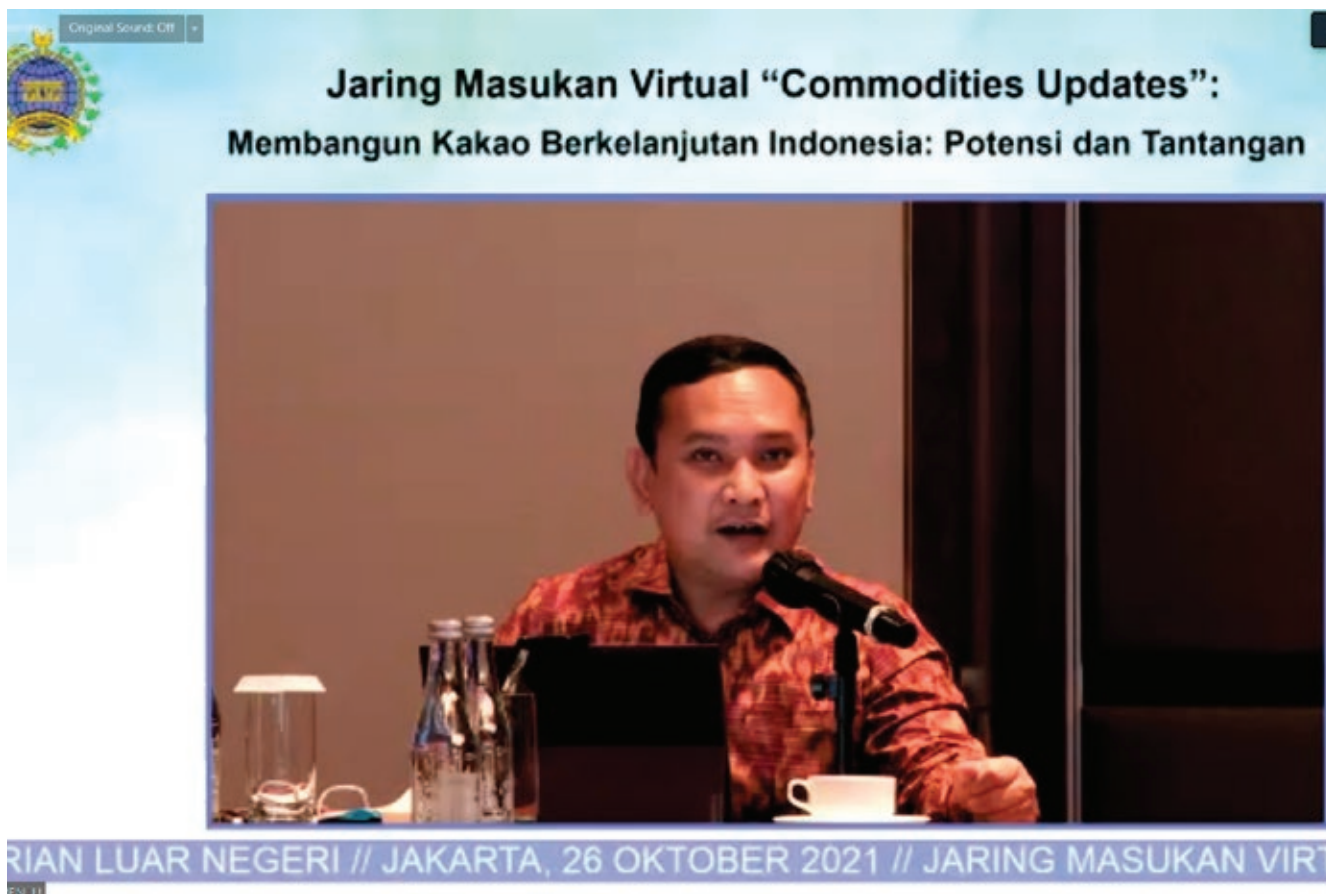 Original Sound: Off
Jaring Masukan Virtual “Commodities Updates”:
Membangun Kakao Berkelanjutan Indonesia: Potensi dan Tantangan
RIAN LUAR NEGERI // JAKARTA, 26 OKTOBER 2021 // JARING MASUKAN VIRT